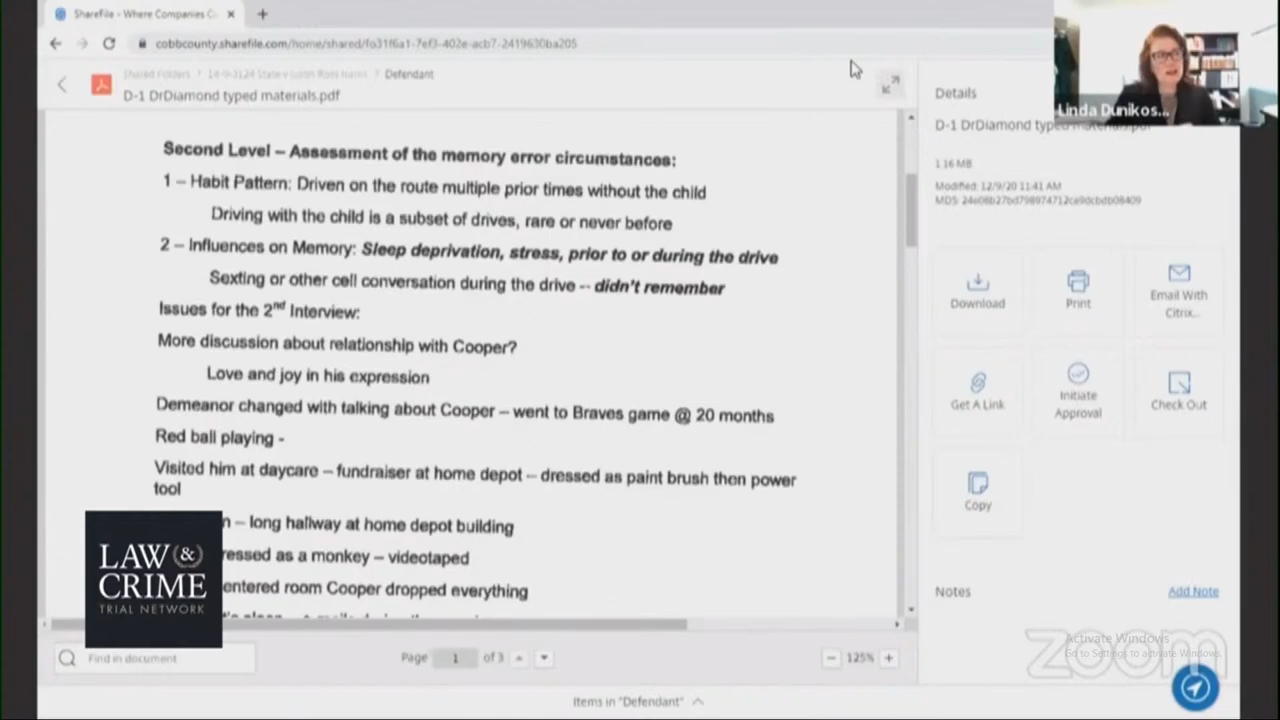 ShareFile - Where Companies C
cobbcounty.sharefile.com/home/shared/fo31f6a1-7ef3-402e-acb7-2419630ba205
Shared Folders > 14-9-3124 State v Justin Ross Harris > Defendant
D-1 DrDiamond typed materials.pdf
Second Level – Assessment of the memory error circumstances:
1 – Habit Pattern: Driven on the route multiple prior times without the child
Driving with the child is a subset of drives, rare or never before
2 – Influences on Memory: Sleep deprivation, stress, prior to or during the drive
Sexting or other cell conversation during the drive -- didn't remember
Issues for the 2nd Interview:
More discussion about relationship with Cooper?
Love and joy in his expression
Demeanor changed with talking about Cooper – went to Braves game @ 20 months
Red ball playing -
Visited him at daycare – fundraiser at home depot – dressed as paint brush then power
tool
n – long hallway at home depot building
ressed as a monkey – videotaped
entered room Cooper dropped everything
LAW &
CRIME
TRIAL NETWORK
Find in document
Page 1 of 3
125%
Items in "Defendant"
Linda Dunikos...
Details
D-1 DrDiamond typed materials.pdf
1.16 MB
Modified: 12/9/20 11:41 AM
Download
Print
Email With
Citrix...
Get A Link
Initiate
Approval
Check Out
Copy
Notes
Add Note
zoom
Activate Windows
Go to Settings to activate Windows.